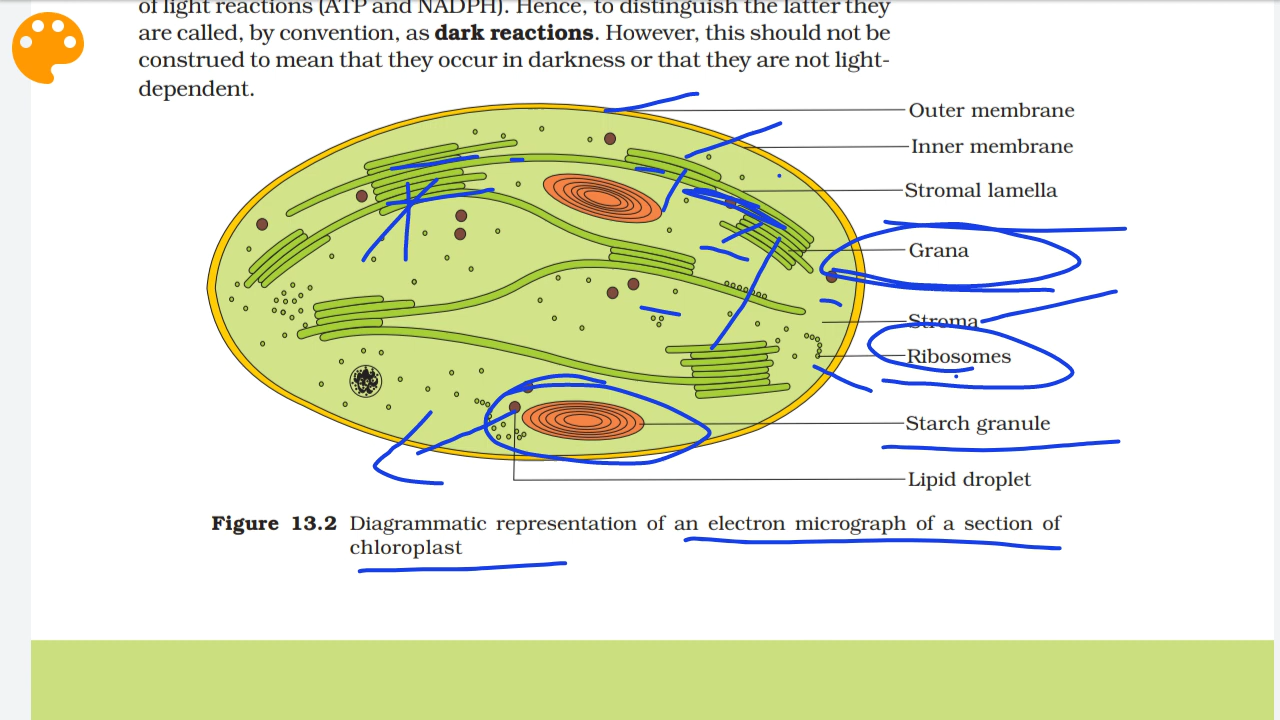 of light reactions (ATP and NADPH). Hence, to distinguish the latter they
are called, by convention, as dark reactions. However, this should not be
construed to mean that they occur in darkness or that they are not light-
dependent.
Outer membrane
Inner membrane
Stromal lamella
Grana
Stroma
Ribosomes
Starch granule
Lipid droplet
Figure 13.2 Diagrammatic representation of an electron micrograph of a section of
chloroplast